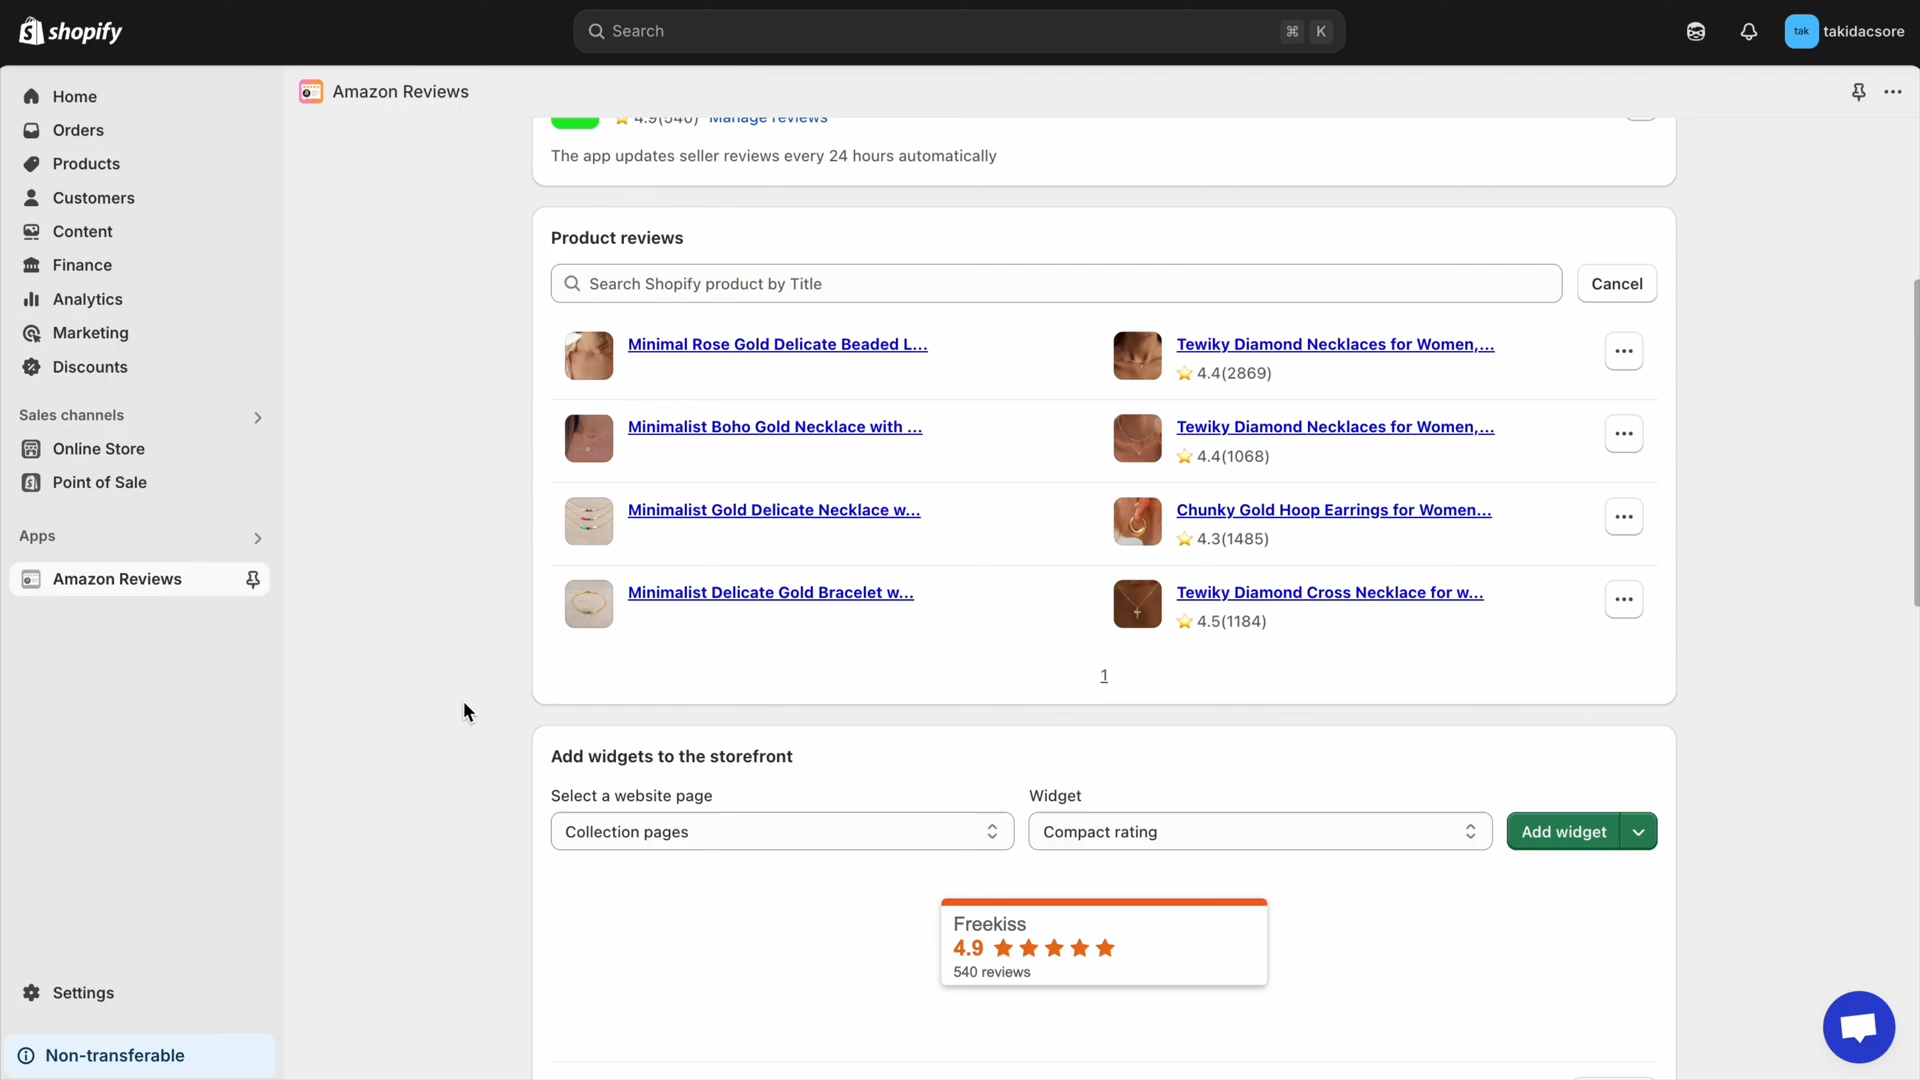 shopify
Search
⌘ K
tak
takidacsore
Home
Orders
Products
Customers
Content
Finance
Analytics
Marketing
Discounts
Sales channels
Online Store
Point of Sale
Apps
Amazon Reviews
Settings
Non-transferable
Amazon Reviews
4.9(540) Manage reviews
The app updates seller reviews every 24 hours automatically
Product reviews
Search Shopify product by Title
Cancel
Minimal Rose Gold Delicate Beaded L...
Tewiky Diamond Necklaces for Women,...
4.4(2869)
Minimalist Boho Gold Necklace with ...
Tewiky Diamond Necklaces for Women,...
4.4(1068)
Minimalist Gold Delicate Necklace w...
Chunky Gold Hoop Earrings for Women...
4.3(1485)
Minimalist Delicate Gold Bracelet w...
Tewiky Diamond Cross Necklace for w...
4.5(1184)
1
Add widgets to the storefront
Select a website page
Widget
Collection pages
Compact rating
Add widget
Freekiss
4.9
540 reviews